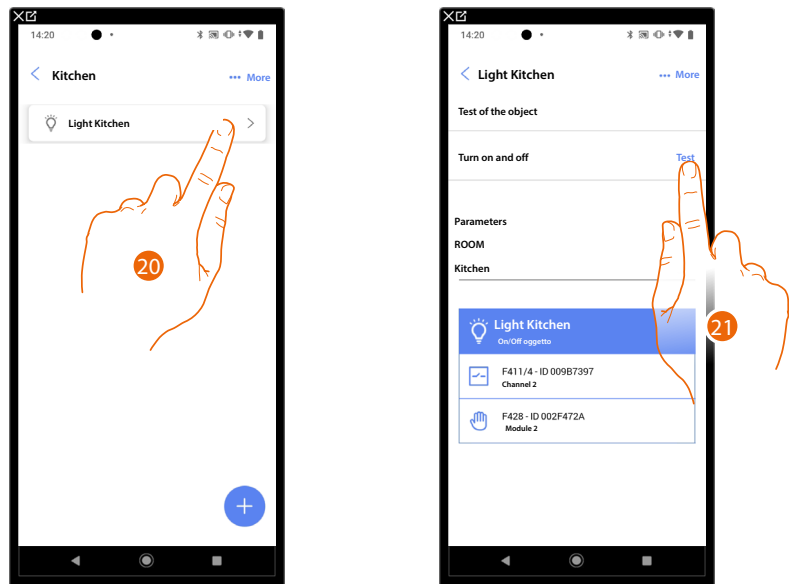 14:20
Kitchen
More
Light Kitchen
20
14:20
Light Kitchen
More
Test of the object
Turn on and off
Test
Parameters
ROOM
Kitchen
Light Kitchen
On/Off oggetto
F411/4 - ID 009B7397
Channel 2
F428 - ID 002F472A
Module 2
21